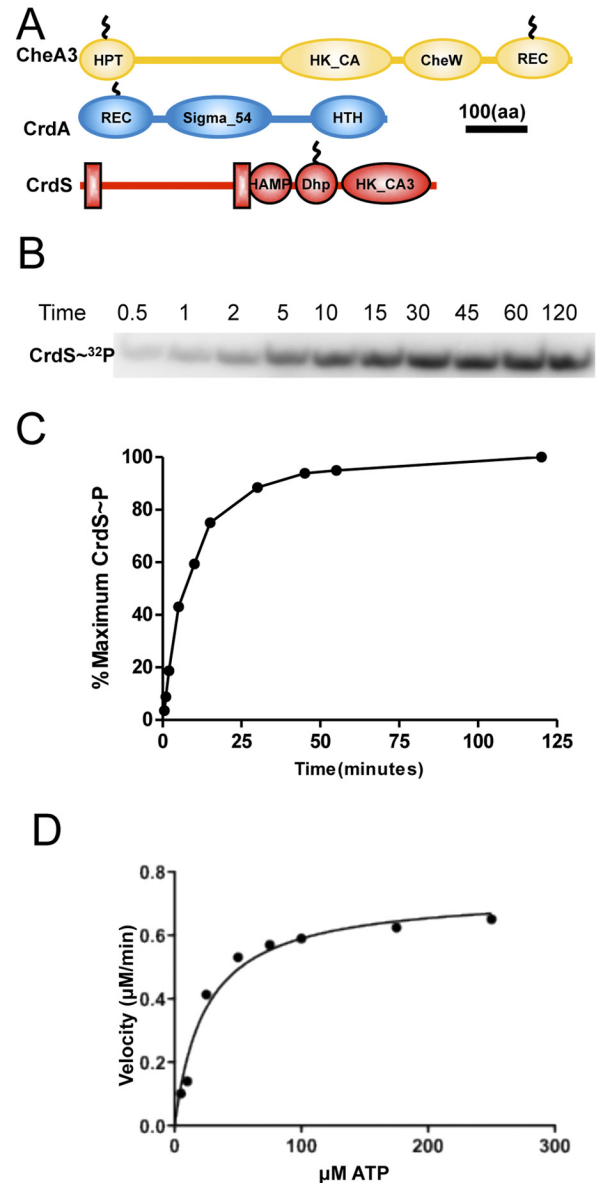 A
CheA3 HPT HK_CA CheW REC
CrdA REC Sigma_54 HTH 100(aa)
CrdS HAMP Dhp HK_CA3
B
Time 0.5 1 2 5 10 15 30 45 60 120
CrdS~³²P
C
%Maximum CrdS~P
100
80
60
40
20
0
0 25 50 75 100 125
Time(minutes)
D
Velocity (µM/min)
0.8
0.6
0.4
0.2
0.0
0 100 200 300
µM ATP